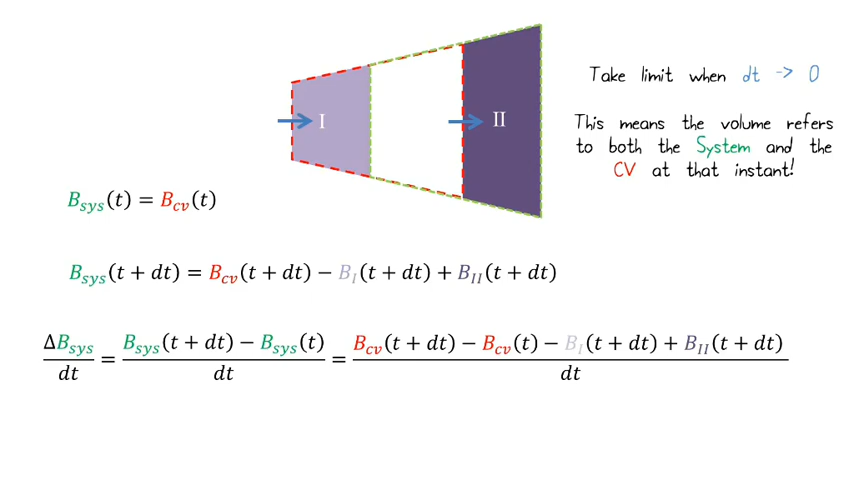 Take limit when dt -> 0
I
II
This means the volume refers
to both the System and the
CV at that instant!
B_sys(t) = B_cv(t)
B_sys(t + dt) = B_cv(t + dt) − B_I(t + dt) + B_II(t + dt)
ΔB_sys/dt = (B_sys(t + dt) − B_sys(t))/dt = (B_cv(t + dt) − B_cv(t) − B_I(t + dt) + B_II(t + dt))/dt